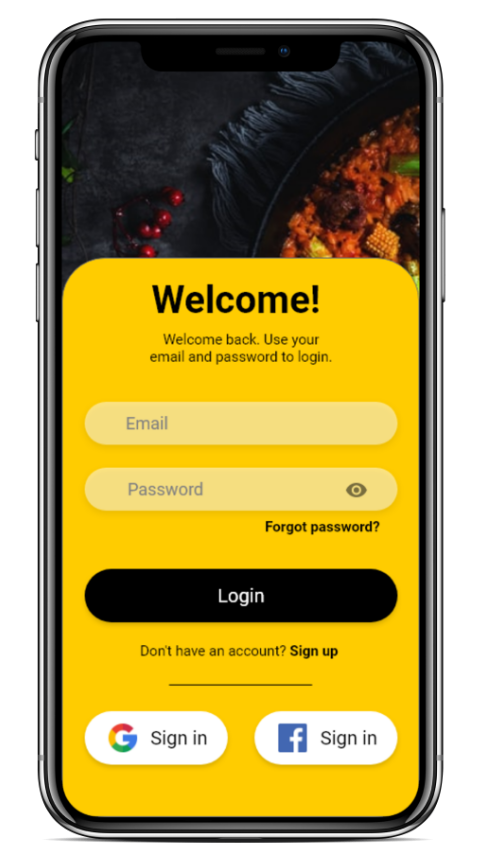 Welcome!
Welcome back. Use your
email and password to login.
Email
Password
Forgot password?
Login
Don't have an account? Sign up
Sign in
Sign in